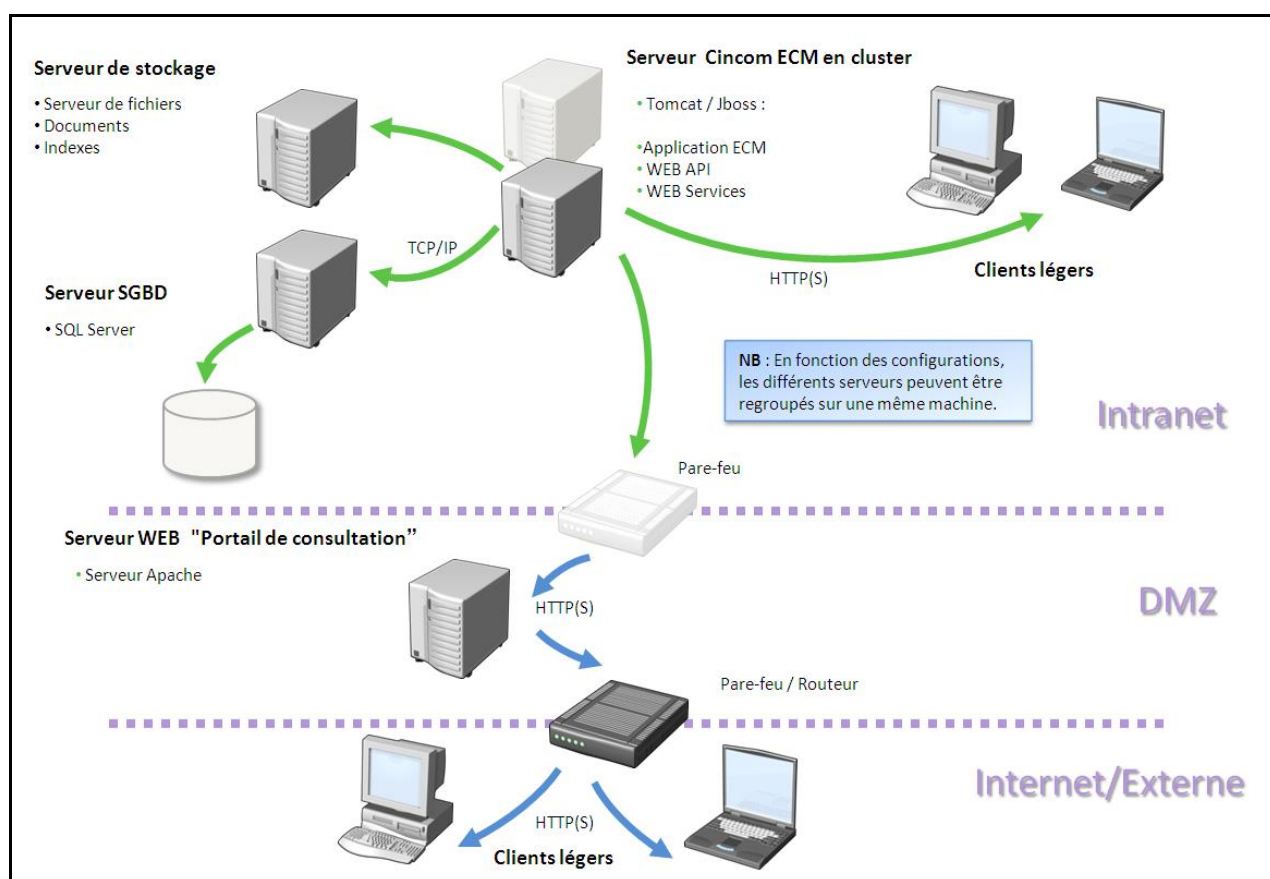 Serveur de stockage
• Serveur de fichiers
• Documents
• Indexes
Serveur Cincom ECM en cluster
• Tomcat / Jboss :
•Application ECM
• WEB API
• WEB Services
TCP/IP
HTTP(S)
Clients légers
Serveur SGBD
• SQL Server
NB : En fonction des configurations,
les différents serveurs peuvent être
regroupés sur une même machine.
Intranet
Pare-feu
Serveur WEB "Portail de consultation”
• Serveur Apache
HTTP(S)
DMZ
Pare-feu / Routeur
Internet/Externe
HTTP(S)
Clients légers